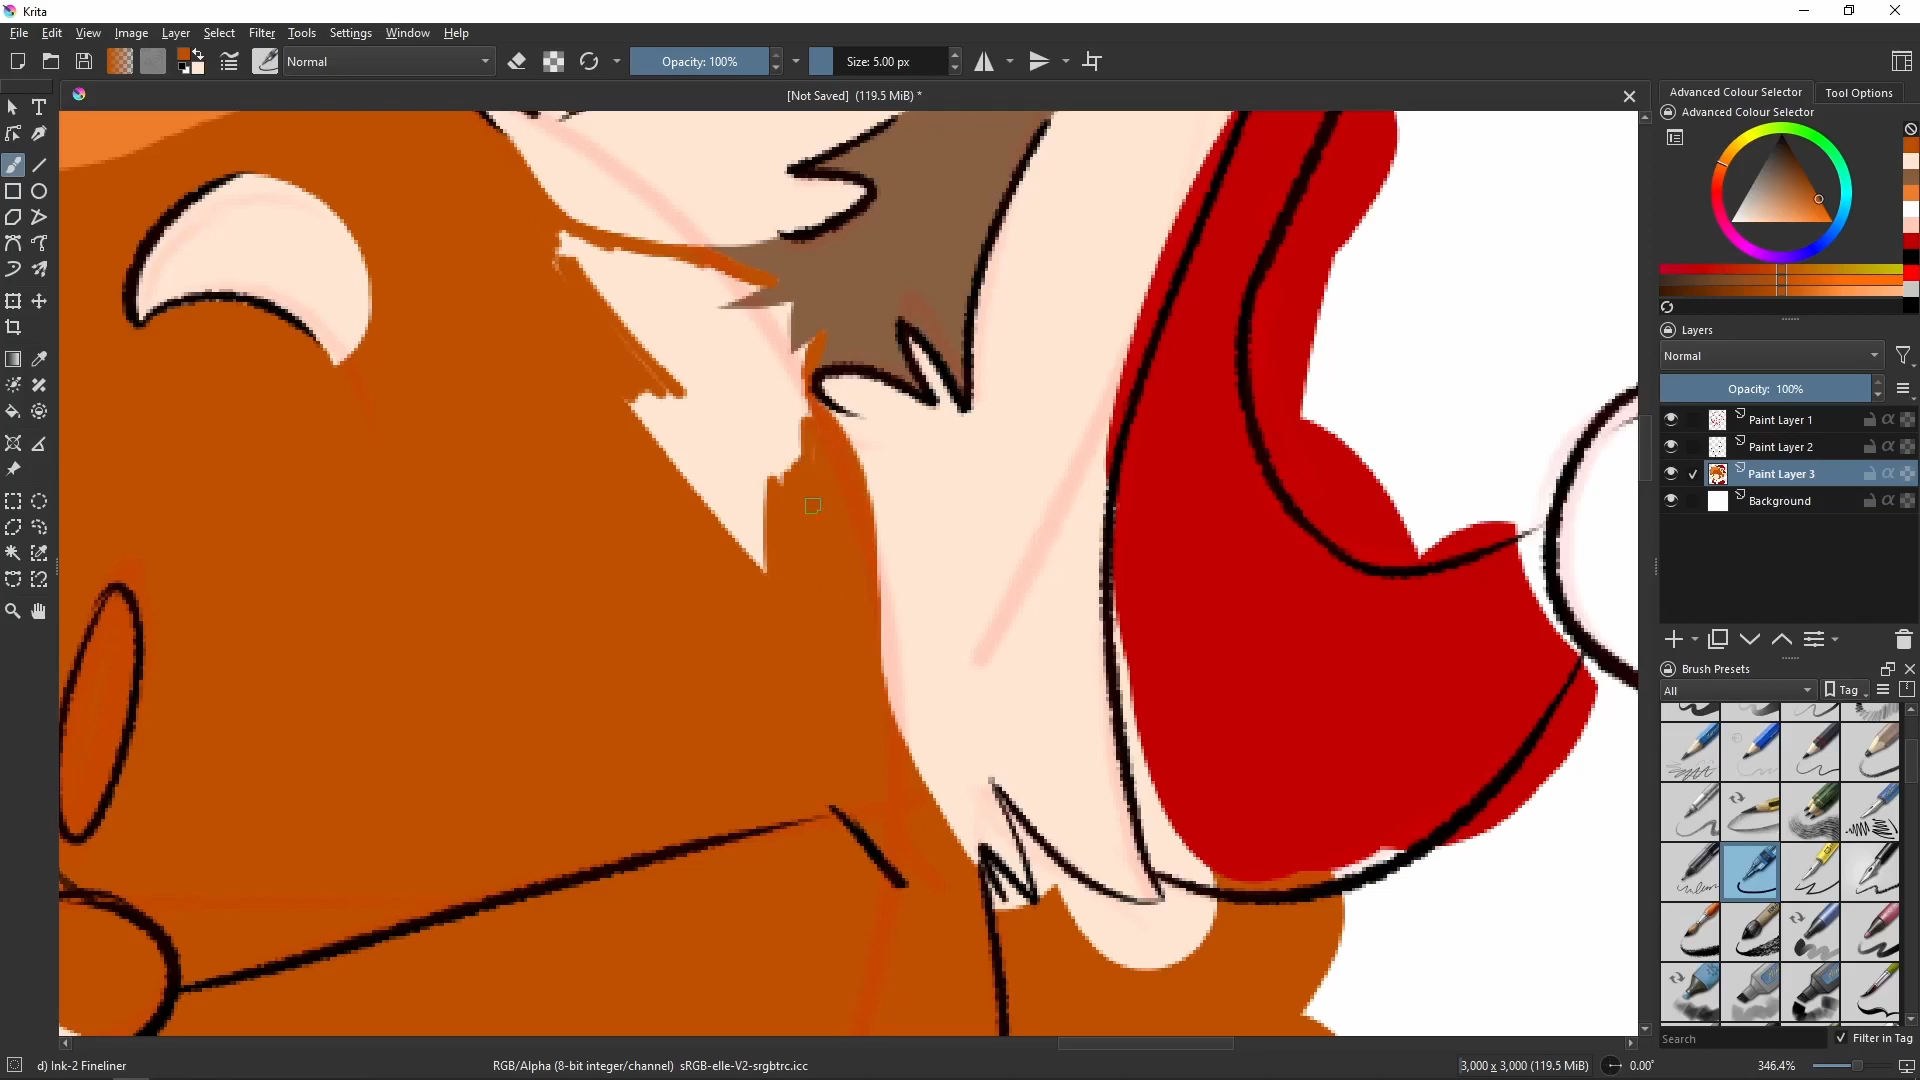 Krita
File Edit View Image Layer Select Filter Tools Settings Window Help
Normal
Opacity: 100%
Size: 5.00 px
[Not Saved] (119.5 MiB) *
Advanced Colour Selector
Tool Options
Advanced Colour Selector
Layers
Normal
Opacity: 100%
Paint Layer 1
Paint Layer 2
Paint Layer 3
Background
Brush Presets
All
Tag
Search
Filter in Tag
d) Ink-2 Fineliner
RGB/Alpha (8-bit integer/channel) sRGB-elle-V2-srgbtrc.icc
3,000 x 3,000 (119.5 MiB)
0.00°
346.4%